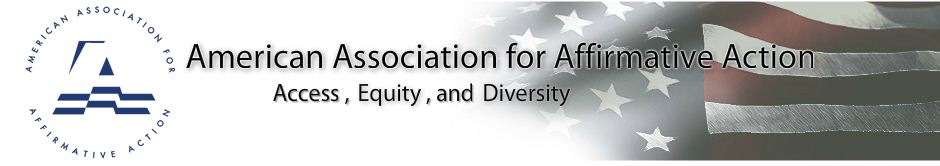 AMERICAN ASSOCIATION FOR
AFFIRMATIVE ACTION
American Association for Affirmative Action
Access , Equity , and Diversity